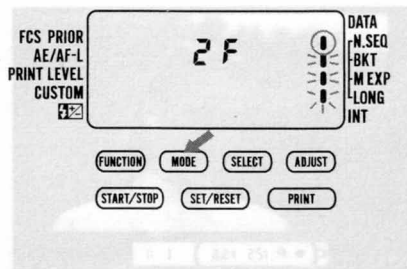 DATA
FCS PRIOR
AE/AF-L
PRINT LEVEL
CUSTOM
2F
N.SEQ
BKT
M EXP
LONG
INT
FUNCTION
MODE
SELECT
ADJUST
START/STOP
SET/RESET
PRINT